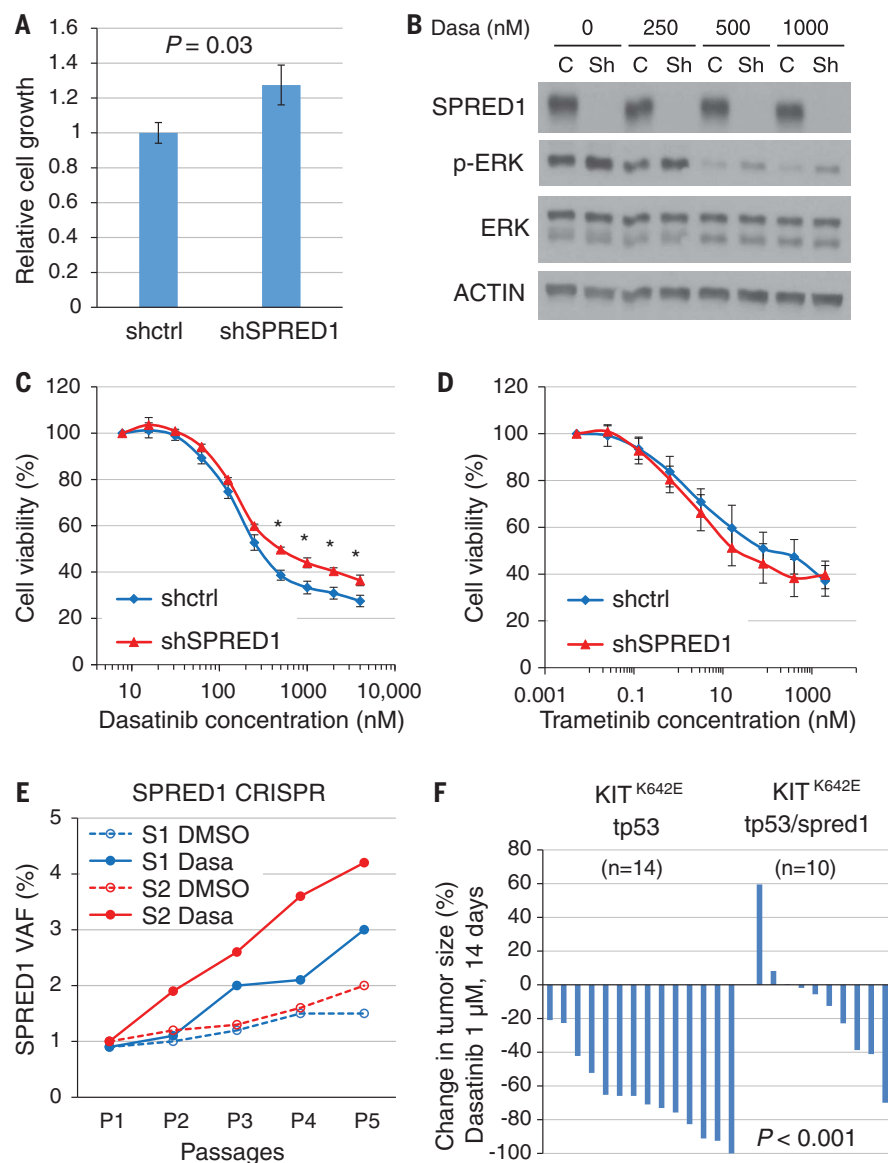 A
P = 0.03
Relative cell growth
1.6
1.4
1.2
1
0.8
0.6
0.4
0.2
0
shctrl shSPRED1
B Dasa (nM) 0 250 500 1000
C Sh C Sh C Sh C Sh
SPRED1
p-ERK
ERK
ACTIN
C
Cell viability (%)
120
100
80
60
40
20
0
* * * *
shctrl
shSPRED1
10 100 1000 10,000
Dasatinib concentration (nM)
D
Cell viability (%)
120
100
80
60
40
20
0
shctrl
shSPRED1
0.001 0.1 10 1000
Trametinib concentration (nM)
E SPRED1 CRISPR
SPRED1 VAF (%)
5
4
3
2
1
0
S1 DMSO
S1 Dasa
S2 DMSO
S2 Dasa
P1 P2 P3 P4 P5
Passages
F
KIT K642E KIT K642E
tp53 tp53/spred1
(n=14) (n=10)
Change in tumor size (%)
Dasatinib 1 µM, 14 days
80
60
40
20
0
-20
-40
-60
-80
-100
P < 0.001